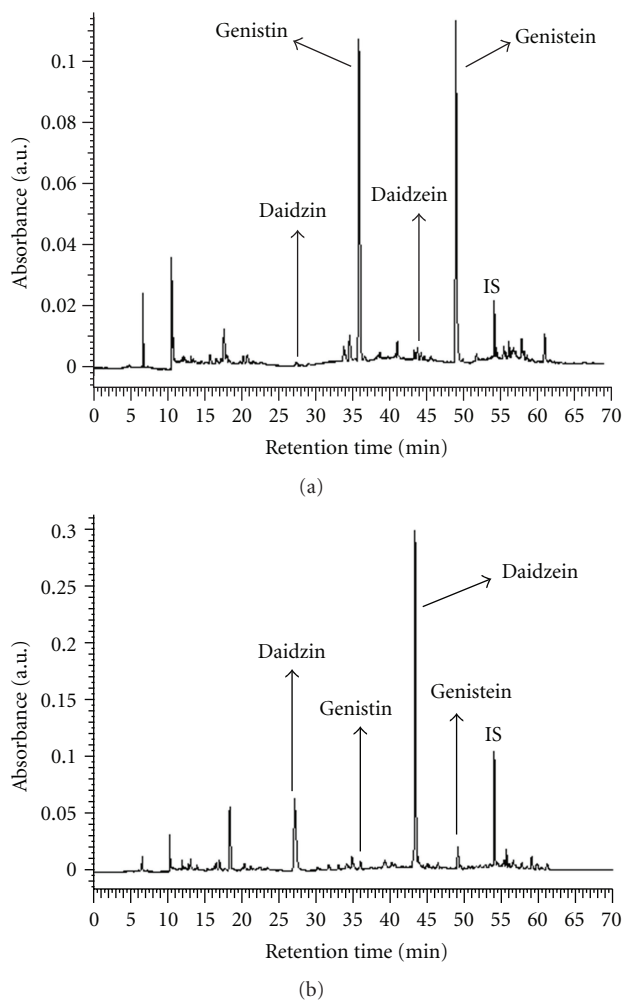 Genistin
Genistein
0.1
0.08
0.06
0.04
0.02
0
Absorbance (a.u.)
Daidzin
Daidzein
IS
0 5 10 15 20 25 30 35 40 45 50 55 60 65 70
Retention time (min)
(a)
0.3
0.25
0.2
0.15
0.1
0.05
0
Absorbance (a.u.)
Daidzein
Daidzin
Genistein
Genistin
IS
0 5 10 15 20 25 30 35 40 45 50 55 60 65 70
Retention time (min)
(b)